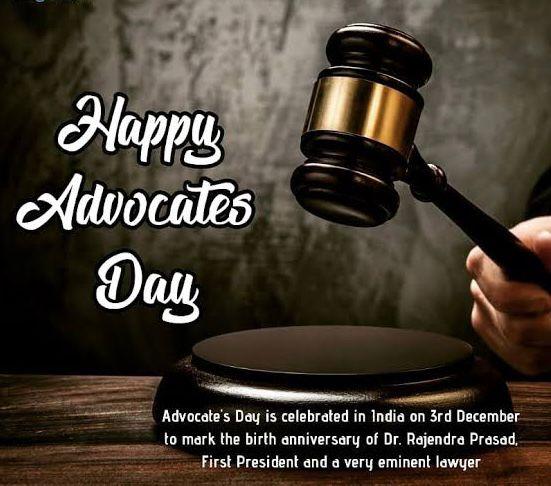 Happy
Advocates
Day
Advocate's Day is celebrated in India on 3rd December
to mark the birth anniversary of Dr. Rajendra Prasad,
First President and a very eminent lawyer